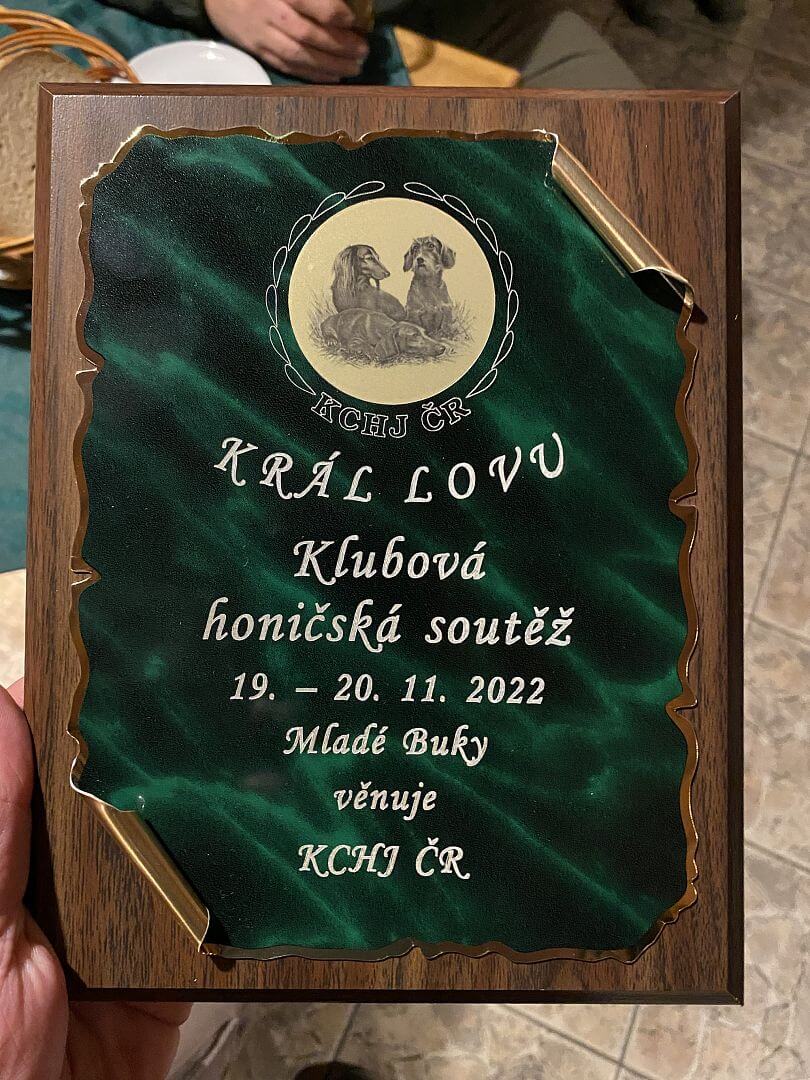 KCHJ ČR
KRÁL LOVU
Klubová
honičská soutěž
19. – 20. 11. 2022
Mladé Buky
věnuje
KCHJ ČR